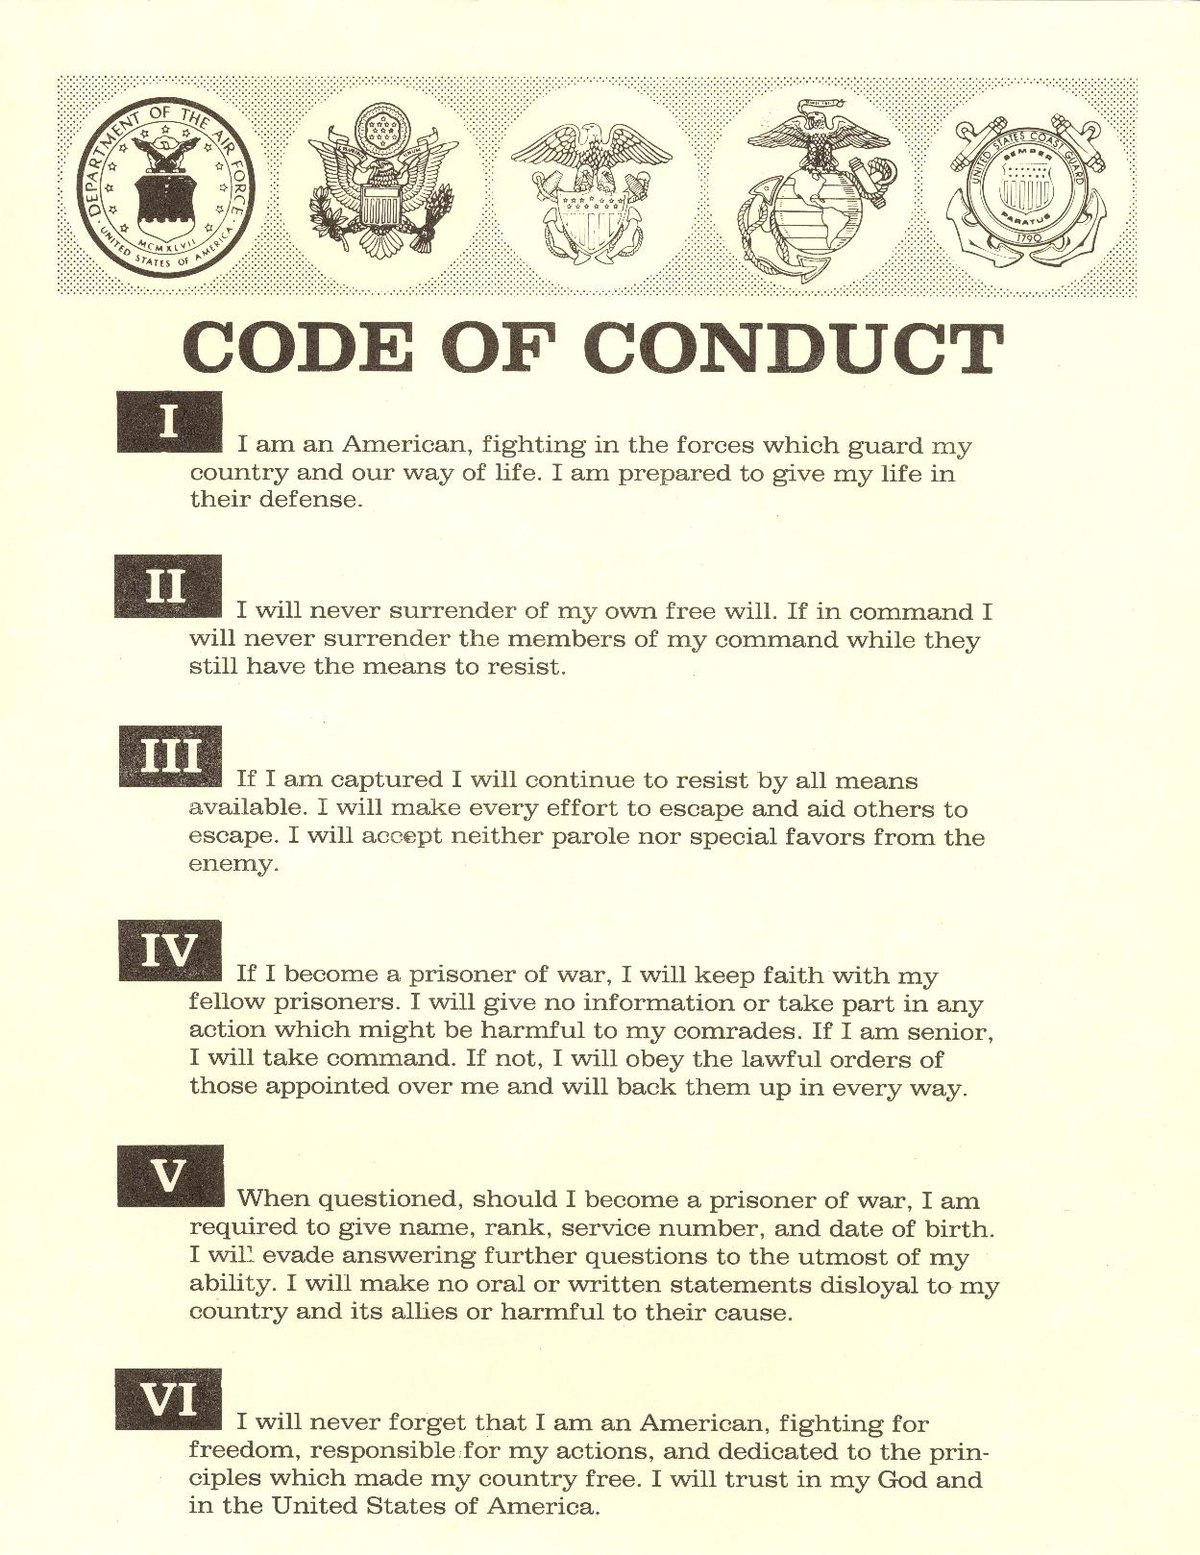 DEPARTMENT OF THE AIR FORCE
MCMXLVII
UNITED STATES OF AMERICA
UNITED STATES COAST GUARD
SEMPER
PARATUS
1790
CODE OF CONDUCT
I
I am an American, fighting in the forces which guard my
country and our way of life. I am prepared to give my life in
their defense.
II
I will never surrender of my own free will. If in command I
will never surrender the members of my command while they
still have the means to resist.
III
If I am captured I will continue to resist by all means
available. I will make every effort to escape and aid others to
escape. I will accept neither parole nor special favors from the
enemy.
IV
If I become a prisoner of war, I will keep faith with my
fellow prisoners. I will give no information or take part in any
action which might be harmful to my comrades. If I am senior,
I will take command. If not, I will obey the lawful orders of
those appointed over me and will back them up in every way.
V
When questioned, should I become a prisoner of war, I am
required to give name, rank, service number, and date of birth.
I will evade answering further questions to the utmost of my
ability. I will make no oral or written statements disloyal to my
country and its allies or harmful to their cause.
VI
I will never forget that I am an American, fighting for
freedom, responsible for my actions, and dedicated to the prin-
ciples which made my country free. I will trust in my God and
in the United States of America.